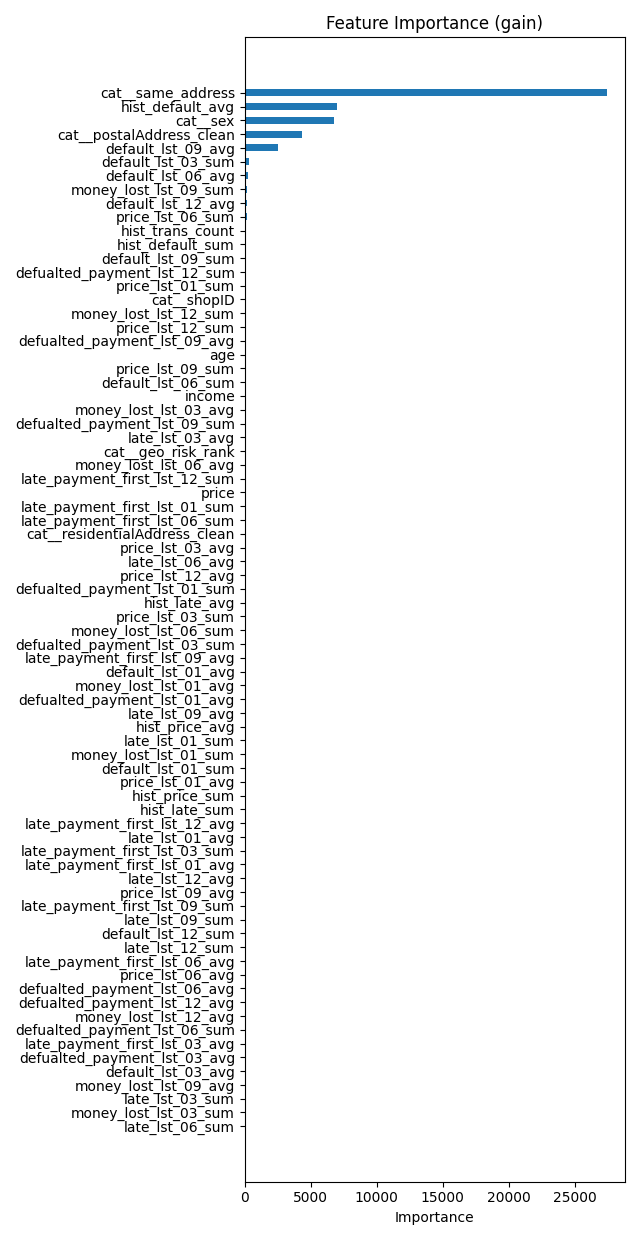 Feature Importance (gain)
cat__same_address
hist_default_avg
cat__sex
cat__postalAddress_clean
default_lst_09_avg
default_lst_03_sum
default_lst_06_avg
money_lost_lst_09_sum
default_lst_12_avg
price_lst_06_sum
hist_trans_count
hist_default_sum
default_lst_09_sum
defualted_payment_lst_12_sum
price_lst_01_sum
cat__shopID
money_lost_lst_12_sum
price_lst_12_sum
defualted_payment_lst_09_avg
age
price_lst_09_sum
default_lst_06_sum
income
money_lost_lst_03_avg
defualted_payment_lst_09_sum
late_lst_03_avg
cat__geo_risk_rank
money_lost_lst_06_avg
late_payment_first_lst_12_sum
price
late_payment_first_lst_01_sum
late_payment_first_lst_06_sum
cat__residentialAddress_clean
price_lst_03_avg
late_lst_06_avg
price_lst_12_avg
defualted_payment_lst_01_sum
hist_late_avg
price_lst_03_sum
money_lost_lst_06_sum
defualted_payment_lst_03_sum
late_payment_first_lst_09_avg
default_lst_01_avg
money_lost_lst_01_avg
defualted_payment_lst_01_avg
late_lst_09_avg
hist_price_avg
late_lst_01_sum
money_lost_lst_01_sum
default_lst_01_sum
price_lst_01_avg
hist_price_sum
hist_late_sum
late_payment_first_lst_12_avg
late_lst_01_avg
late_payment_first_lst_03_sum
late_payment_first_lst_01_avg
late_lst_12_avg
price_lst_09_avg
late_payment_first_lst_09_sum
late_lst_09_sum
default_lst_12_sum
late_lst_12_sum
late_payment_first_lst_06_avg
price_lst_06_avg
defualted_payment_lst_06_avg
defualted_payment_lst_12_avg
money_lost_lst_12_avg
defualted_payment_lst_06_sum
late_payment_first_lst_03_avg
defualted_payment_lst_03_avg
default_lst_03_avg
money_lost_lst_09_avg
late_lst_03_sum
money_lost_lst_03_sum
late_lst_06_sum
0 5000 10000 15000 20000 25000
Importance